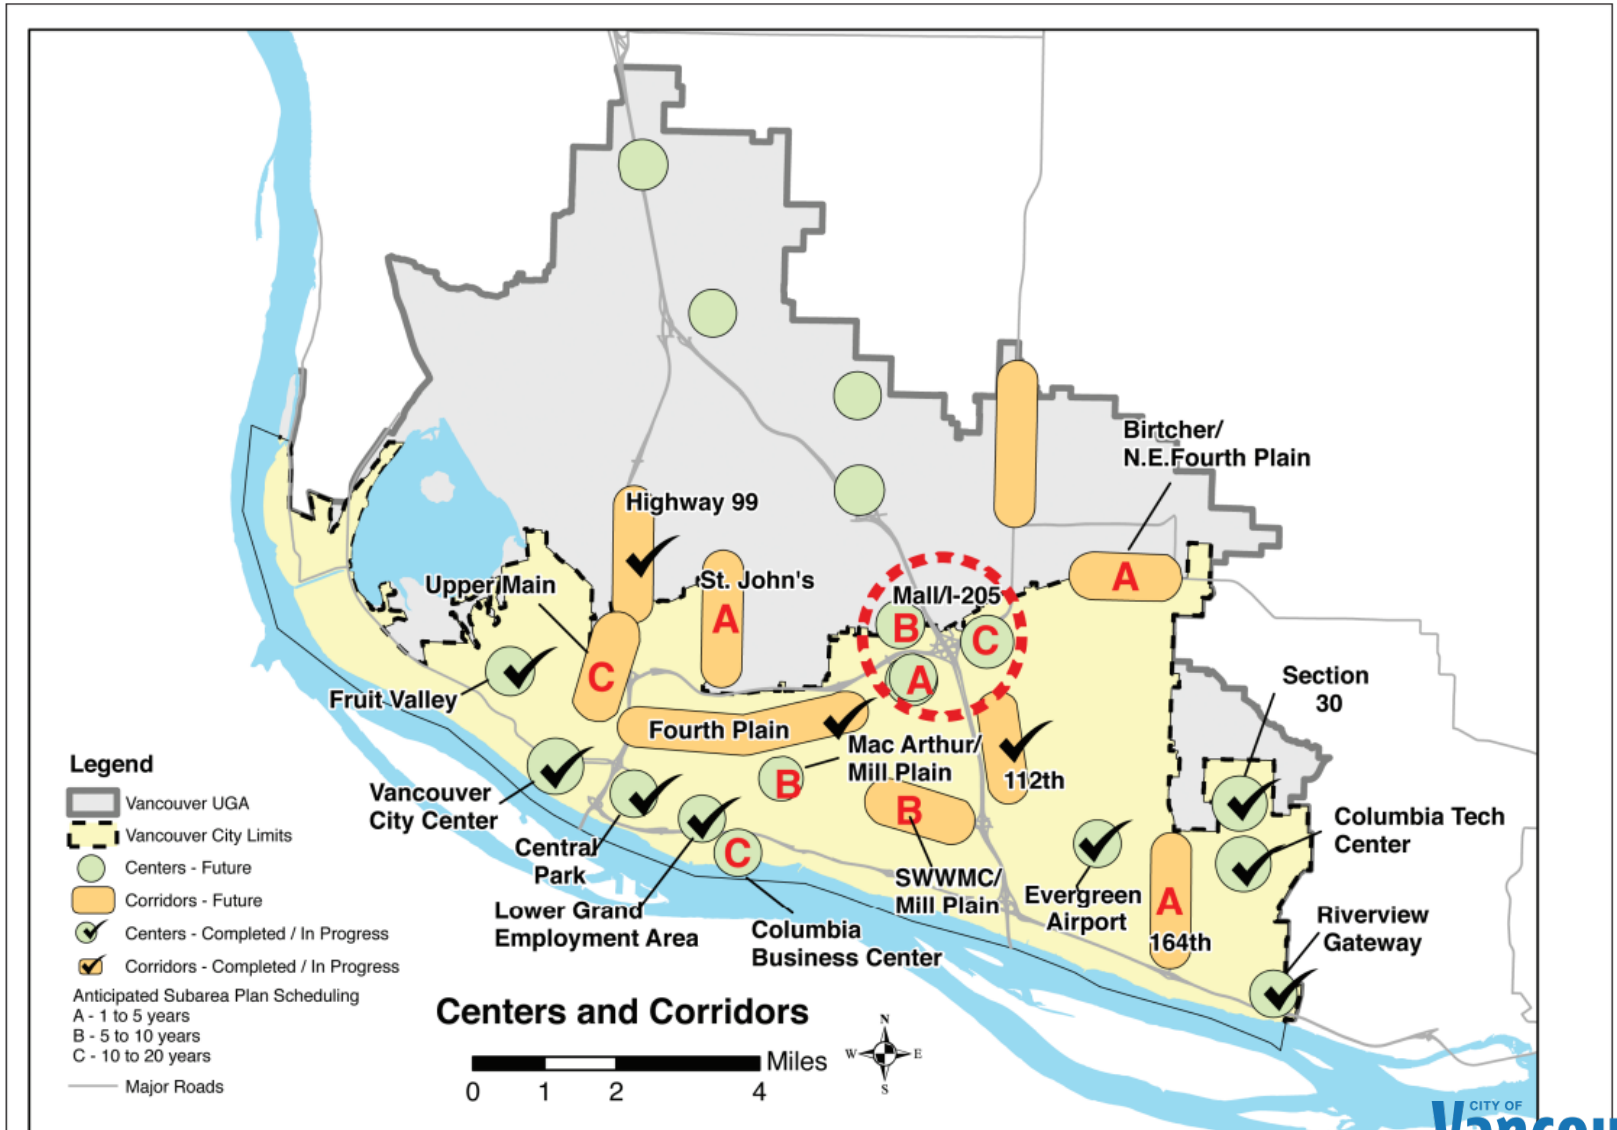 Birtcher/
N.E.Fourth Plain
Highway 99
St. John's
A
A
Upper Main
Mall/I-205
B
C
A
C
Fruit Valley
Section
30
Fourth Plain
Mac Arthur/
Mill Plain
B
112th
Vancouver
City Center
B
Columbia Tech
Center
Central
Park
C
SWWMC/
Mill Plain
Evergreen
Airport
A
164th
Lower Grand
Employment Area
Columbia
Business Center
Riverview
Gateway
Legend
Vancouver UGA
Vancouver City Limits
Centers - Future
Corridors - Future
Centers - Completed / In Progress
Corridors - Completed / In Progress
Anticipated Subarea Plan Scheduling
A - 1 to 5 years
B - 5 to 10 years
C - 10 to 20 years
Major Roads
Centers and Corridors
Miles
0 1 2 4
N
W E
S
CITY OF